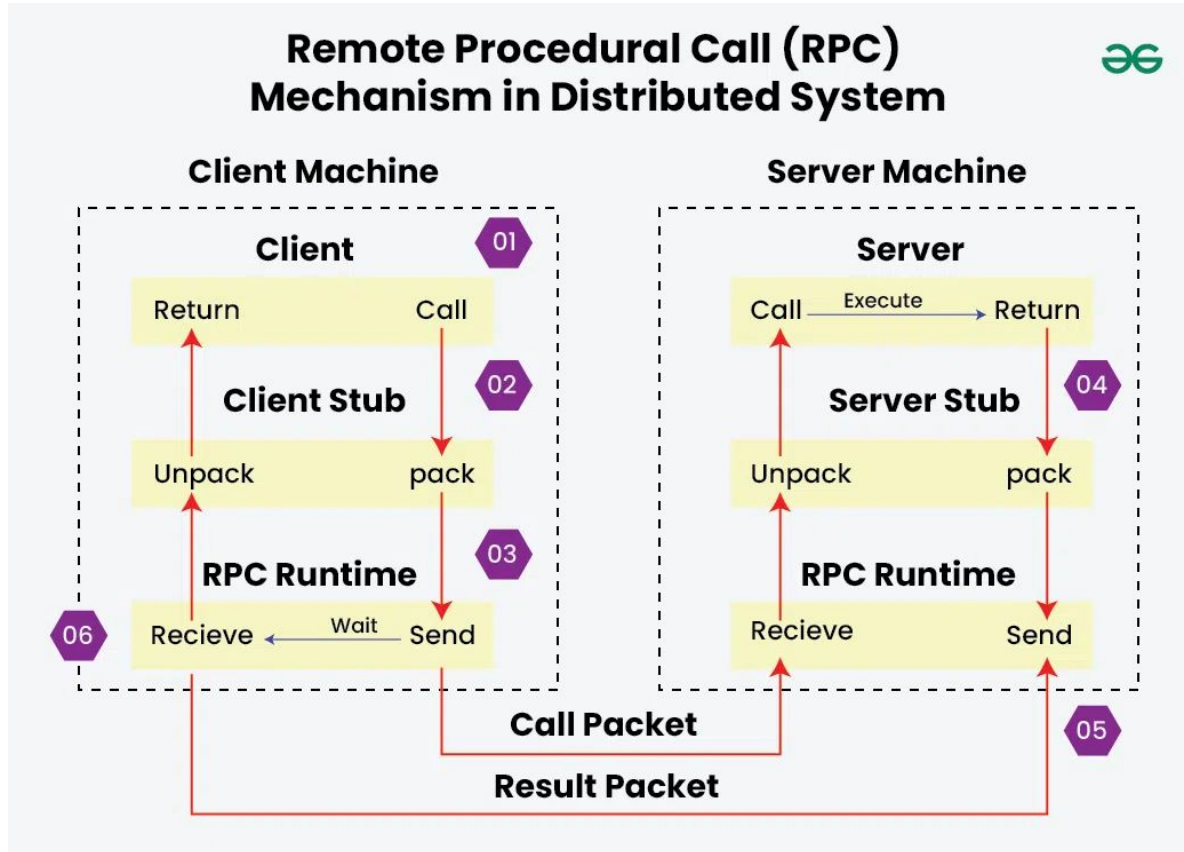 Remote Procedural Call (RPC)
Mechanism in Distributed System
Client Machine
Server Machine
Client
01
Return
Call
02
Client Stub
Unpack
pack
03
RPC Runtime
06
Recieve
Wait
Send
Server
Call
Execute
Return
04
Server Stub
Unpack
pack
RPC Runtime
Recieve
Send
05
Call Packet
Result Packet